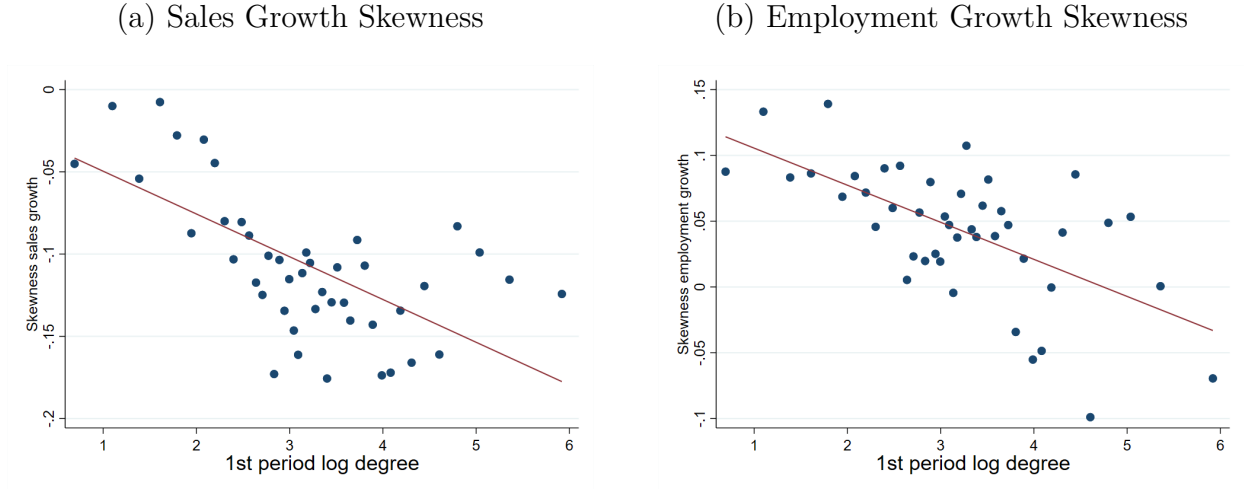 (a) Sales Growth Skewness
Skewness sales growth
0
-.05
-.1
-.15
-.2
1 2 3 4 5 6
1st period log degree
(b) Employment Growth Skewness
Skewness employment growth
.15
.1
.05
0
-.05
-.1
1 2 3 4 5 6
1st period log degree